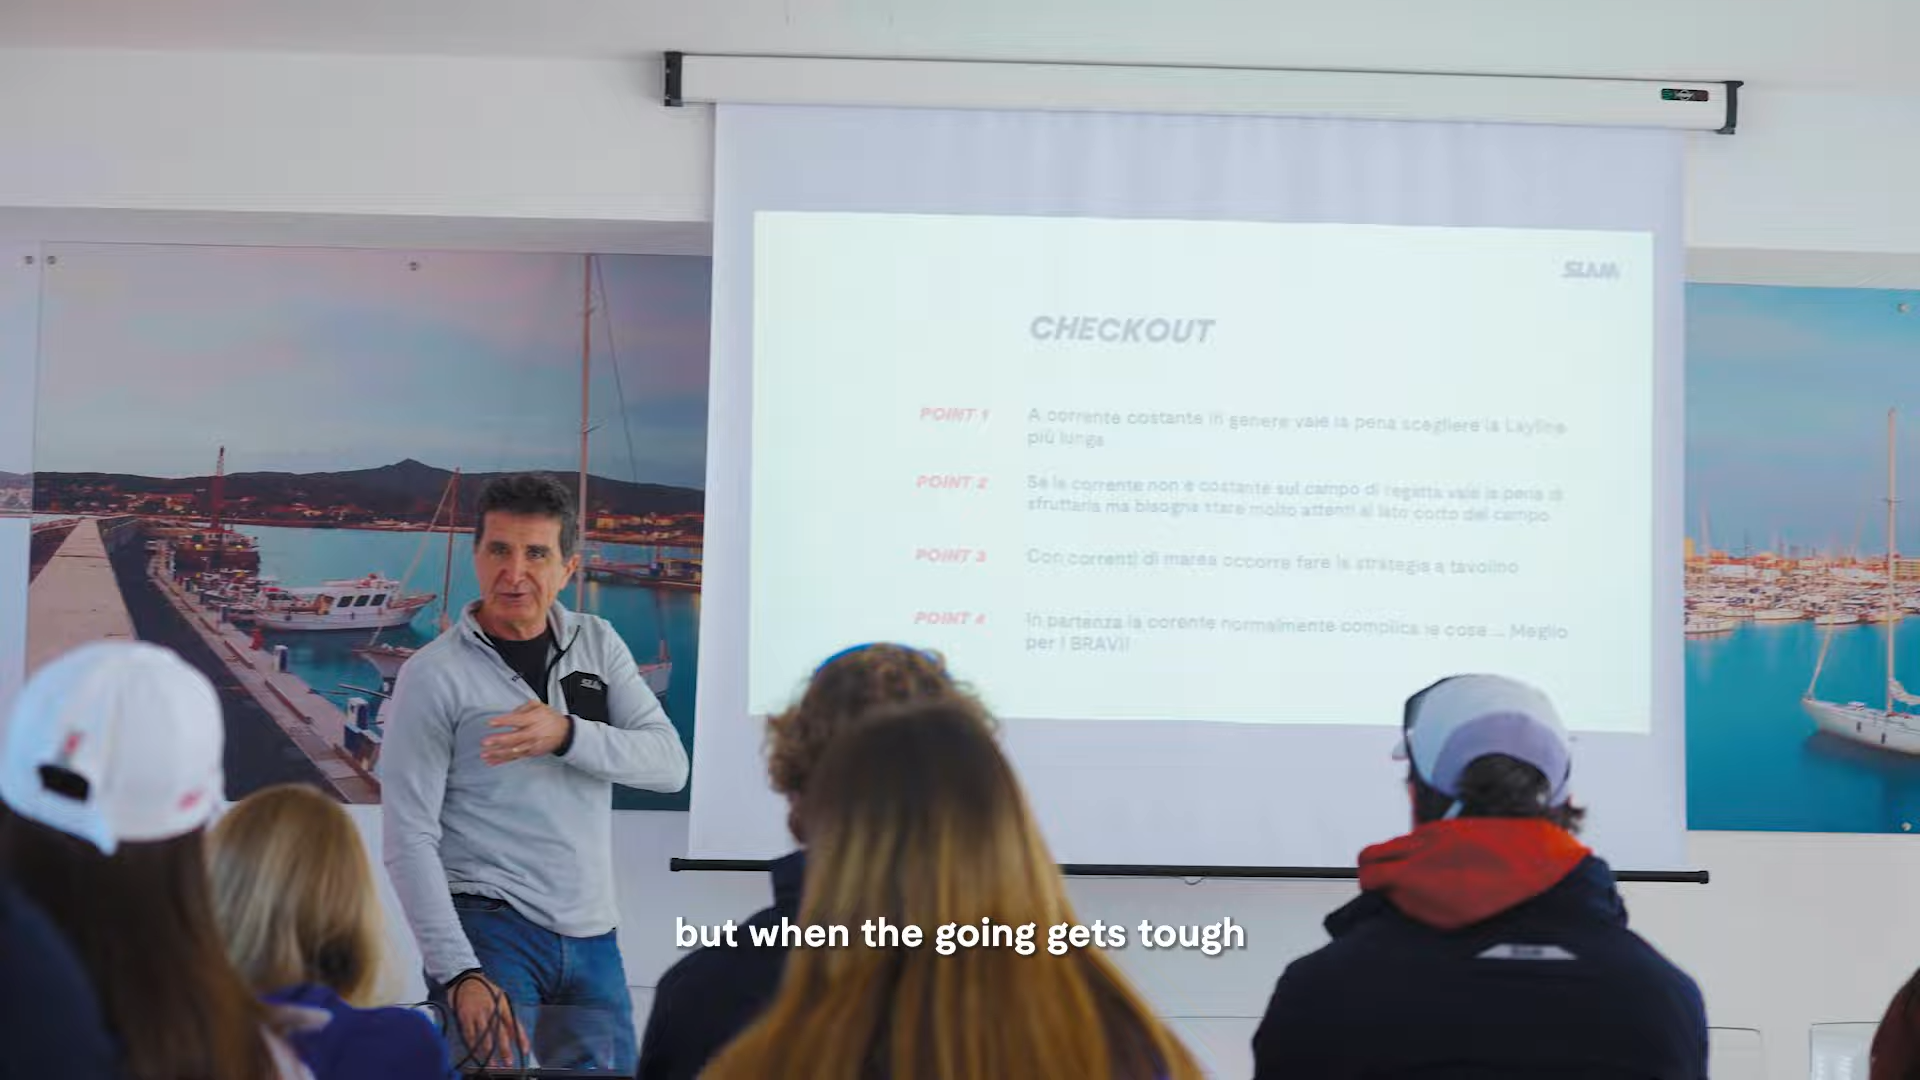 SLAM
CHECKOUT
POINT 1
A corrente costante in genere vale la pena scegliere la Layline
più lunga
POINT 2
Se la corrente non è costante sul campo di regatta vale la pena di
sfruttarla ma bisogna stare molto attenti al lato corto del campo
POINT 3
Con correnti di marea occorre fare la strategia a tavolino
POINT 4
In partenza la corente normalmente complica le cose... Meglio
per i BRAVI!
SLAM
but when the going gets tough